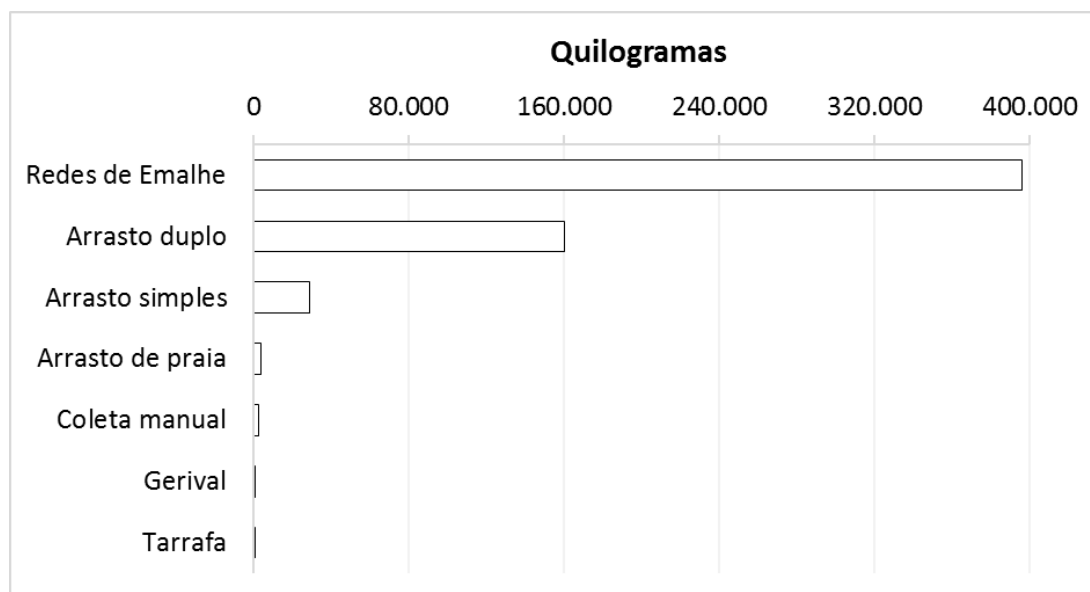 Quilogramas
0 80.000 160.000 240.000 320.000 400.000
Redes de Emalhe
Arrasto duplo
Arrasto simples
Arrasto de praia
Coleta manual
Gerival
Tarrafa